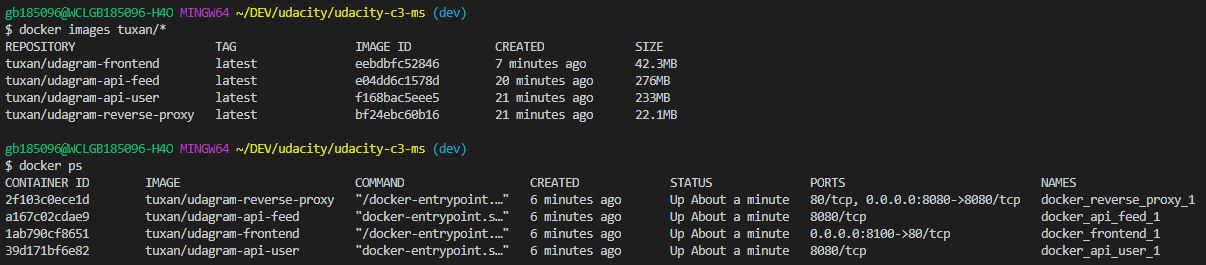 gb185096@WCLGB185096-H4O MINGW64 ~/DEV/udacity/udacity-c3-ms (dev)
$ docker images tuxan/*
REPOSITORY TAG IMAGE ID CREATED SIZE
tuxan/udagram-frontend latest eebdbfc52846 7 minutes ago 42.3MB
tuxan/udagram-api-feed latest e04dd6c1578d 20 minutes ago 276MB
tuxan/udagram-api-user latest f168bac5eee5 21 minutes ago 233MB
tuxan/udagram-reverse-proxy latest bf24ebc60b16 21 minutes ago 22.1MB
gb185096@WCLGB185096-H4O MINGW64 ~/DEV/udacity/udacity-c3-ms (dev)
$ docker ps
CONTAINER ID IMAGE COMMAND CREATED STATUS PORTS NAMES
2f103c0ece1d tuxan/udagram-reverse-proxy "/docker-entrypoint.…" 6 minutes ago Up About a minute 80/tcp, 0.0.0.0:8080->8080/tcp docker_reverse_proxy_1
a167c02cdae9 tuxan/udagram-api-feed "docker-entrypoint.s…" 6 minutes ago Up About a minute 8080/tcp docker_api_feed_1
1ab790cf8651 tuxan/udagram-frontend "/docker-entrypoint.…" 6 minutes ago Up About a minute 0.0.0.0:8100->80/tcp docker_frontend_1
39d171bf6e82 tuxan/udagram-api-user "docker-entrypoint.s…" 6 minutes ago Up About a minute 8080/tcp docker_api_user_1